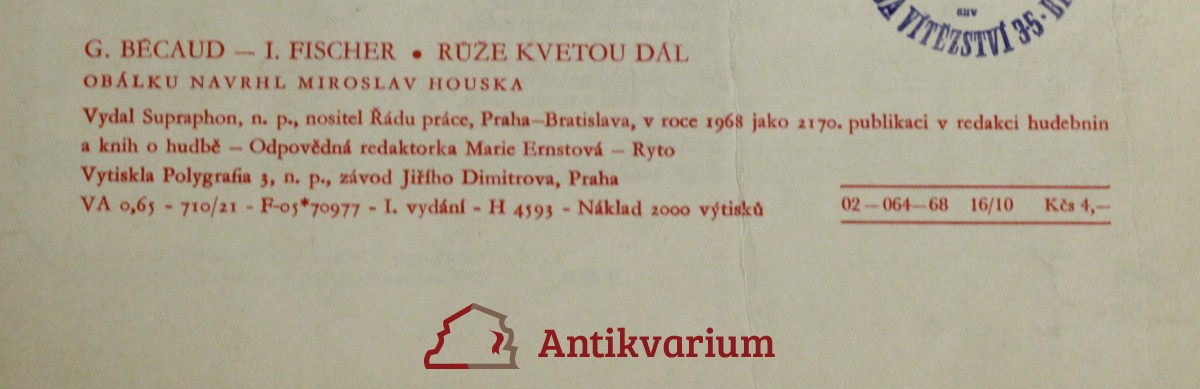 G. BÉCAUD — I. FISCHER • RŮŽE KVETOU DÁL
OBÁLKU NAVRHL MIROSLAV HOUSKA
Vydal Supraphon, n. p., nositel Řádu práce, Praha–Bratislava, v roce 1968 jako 2170. publikaci v redakci hudebnin
a knih o hudbě – Odpovědná redaktorka Marie Ernstová – Ryto
Vytiskla Polygrafia 3, n. p., závod Jiřího Dimitrova, Praha
VA 0,65 - 710/21 - F-05*70977 - I. vydání - H 4593 - Náklad 2000 výtisků
02—064—68 16/10 Kčs 4,—
VÍTĚZSTVÍ 35
Antikvarium